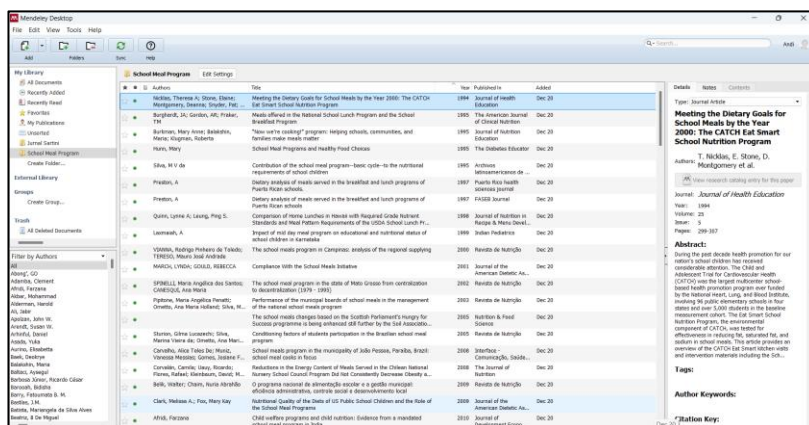 Mendeley Desktop
File Edit View Tools Help
Add Folders Sync Help
Search... Andi
My Library
All Documents
Recently Added
Recently Read
Favorites
My Publications
Unsorted
Jurnal Sartini
School Meal Program
Create Folder...
External Library
Groups
Create Group...
Trash
All Deleted Documents
Filter by Authors
All
Abong', GO
Adamba, Clement
Afridi, Farzana
Akbar, Mohammad
Alderman, Harold
Ali, Jabir
Apolzan, John W.
Arendt, Susan W.
Asada, Yuka
Aurino, Elisabetta
Baek, Deokrye
Balakshin, Maria
Barbosa Júnior, Ricardo César
Barry, Fatoumata B. M.
Bastos, RL
Batista, Mariangela da Silva Alves
School Meal Program Edit Settings
Authors Title Year Published In Added
Nicklas, Theresa A; Stone, Elaine; Montgomery, Deanna; Snyder, Pat; ... Meeting the Dietary Goals for School Meals by the Year 2000: The CATCH Eat Smart School Nutrition Program 1994 Journal of Health Education Dec 20
Burghardt, JA; Gordon, AR; Fraker, TM Meals offered in the National School Lunch Program and the School Breakfast Program 1995 The American Journal of Clinical Nutrition Dec 20
Burkman, Mary Anne; Balakshin, Maria; Klugman, Roberta "Now we're cooking!" program: Helping schools, communities, and families make meals matter 1995 Journal of Nutrition Education Dec 20
Hunn, Mary School Meal Programs and Healthy Food Choices 1995 The Diabetes Educator Dec 20
Silva, M V da Contribution of the school meal program--basic cycle--to the nutritional requirements of school children 1995 Archivos latinoamericanos de ... Dec 20
Preston, A Dietary analysis of meals served in the breakfast and lunch programs of Puerto Rican schools. 1997 Puerto Rico health sciences journal Dec 20
Preston, A Dietary analysis of meals served in the breakfast and lunch programs of Puerto Rican schools 1997 FASEB Journal Dec 20
Quinn, Lynne A; Leung, Ping S. Comparison of Home Lunches in Hawaii with Required Grade Nutrient Standards and Meal Pattern Requirements of the USDA School Lunch Pr... 1998 Journal of Nutrition in Recipe & Menu Devel... Dec 20
Laxmaiah, A Impact of mid day meal program on educational and nutritional status of school children in Karnataka 1999 Indian Pediatrics Dec 20
VIANNA, Rodrigo Pinheiro de Toledo; TERESO, Mauro José Andrade The school meals program in Campinas: analysis of the regional supplying 2000 Revista de Nutrição Dec 20
MARCH, LYNDA; GOULD, REBECCA Compliance With the School Meals Initiative 2001 Journal of the American Dietetic As... Dec 20
SPINELLI, Maria Angélica dos Santos; CANESQUI, Ana Maria The school meal program in the state of Mato Grosso from centralization to decentralization (1979 - 1995) 2002 Revista de Nutrição Dec 20
Pipitone, Maria Angélica Penatti; Ometto, Ana Maria Holland; Silva, M... Performance of the municipal boards of school meals in the management of the national school meals program 2003 Revista de Nutrição Dec 20
The school meals changes based on the Scottish Parliament's Hungry for Success programme is being enhanced still further by the Soil Associatio... 2005 Nutrition & Food Science Dec 20
Sturion, Gilma Lucazechi; Silva, Marina Vieira da; Ometto, Ana Mari... Conditioning factors of students participation in the Brazilian school meal program 2005 Revista de Nutrição Dec 20
Carvalho, Alice Teles De; Muniz, Vanessa Messias; Gomes, Josiane F... School meals program in the municipality of João Pessoa, Paraíba, Brazil: school meal cooks in focus 2008 Interface - Comunicação, Saúde... Dec 20
Corvalán, Camila; Uauy, Ricardo; Flores, Rafael; Kleinbaum, David; M... Reductions in the Energy Content of Meals Served in the Chilean National Nursery School Council Program Did Not Consistently Decrease Obesity a... 2008 The Journal of Nutrition Dec 20
Belik, Walter; Chaim, Nuria Abrahão O programa nacional de alimentação escolar e a gestão municipal: eficiência administrativa, controle social e desenvolvimento local 2009 Revista de Nutrição Dec 20
Clark, Melissa A.; Fox, Mary Kay Nutritional Quality of the Diets of US Public School Children and the Role of the School Meal Programs 2009 Journal of the American Dietetic As... Dec 20
Afridi, Farzana Child welfare programs and child nutrition: Evidence from a mandated school meal program in India 2010 Journal of Development Econo... Dec 20
Details Notes Contents
Type: Journal Article
Meeting the Dietary Goals for
School Meals by the Year
2000: The CATCH Eat Smart
School Nutrition Program
Authors: T. Nicklas, E. Stone, D.
Montgomery et al.
View research catalog entry for this paper
Journal: Journal of Health Education
Year: 1994
Volume: 25
Issue: 5
Pages: 299-307
Abstract:
During the past decade health promotion for our
nation's school children has received
considerable attention. The Child and
Adolescent Trial for Cardiovascular Health
(CATCH) was the largest multicenter school-
based health promotion program ever funded
by the National Heart, Lung, and Blood Institute,
involving 96 public elementary schools in four
states and over 5,000 students in the baseline
measurement cohort. The Eat Smart School
Nutrition Program, the environmental
component of CATCH, was tested for
effectiveness in reducing fat, saturated fat, and
sodium in school meals. This article provides an
overview of the CATCH Eat Smart kitchen visits
and intervention materials including the Sch...
Tags:
Author Keywords:
Citation Key: